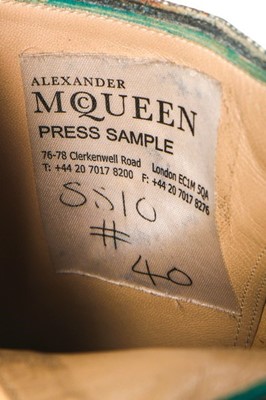 ALEXANDER
McQUEEN
PRESS SAMPLE
76-78 Clerkenwell Road London EC1M 5QA
T: +44 20 7017 8200 F: +44 20 7017 8276
SS10
#
40